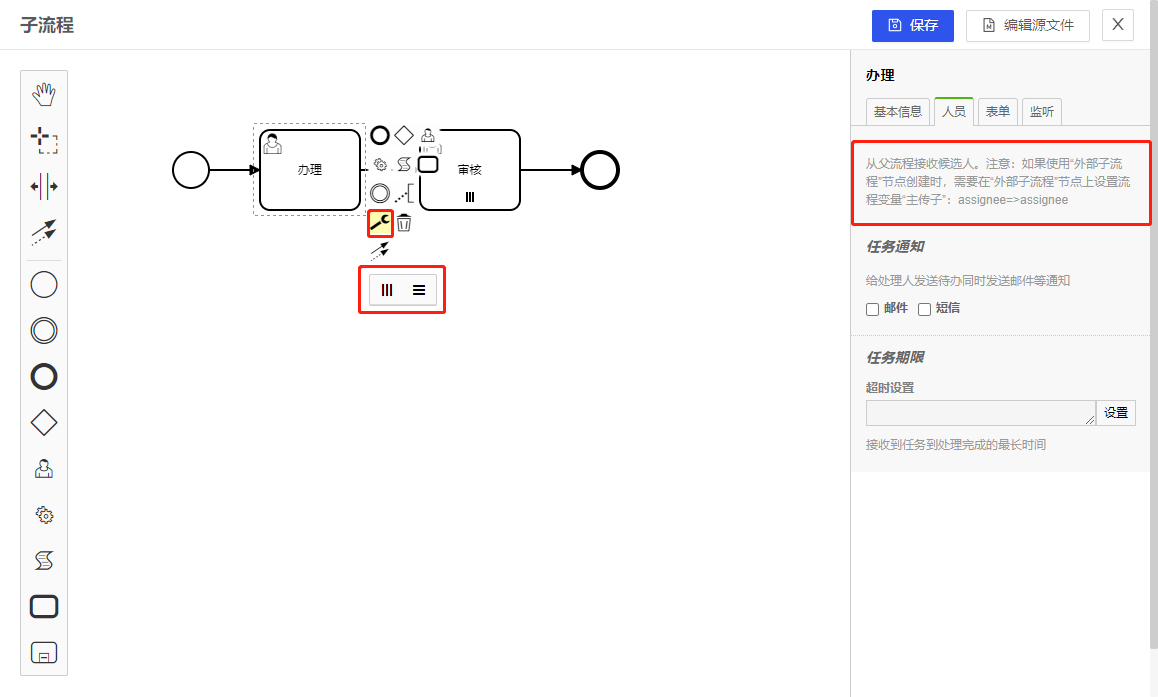 子流程
保存
编辑源文件
X
办理
审核
办理
基本信息
人员
表单
监听
从父流程接收候选人。注意：如果使用“外部子流
程”节点创建时，需要在“外部子流程”节点上设置流
程变量“主传子”：assignee=>assignee
任务通知
给处理人发送待办同时发送邮件等通知
邮件
短信
任务期限
超时设置
设置
接收到任务到处理完成的最长时间